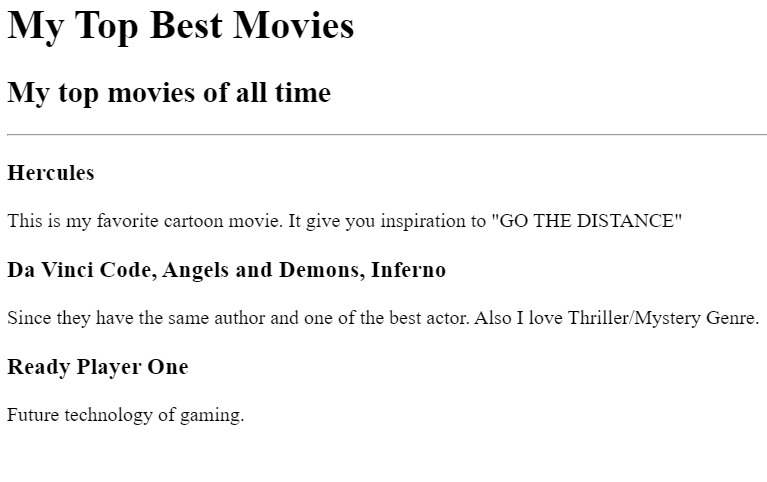 My Top Best Movies
My top movies of all time
Hercules
This is my favorite cartoon movie. It give you inspiration to "GO THE DISTANCE"
Da Vinci Code, Angels and Demons, Inferno
Since they have the same author and one of the best actor. Also I love Thriller/Mystery Genre.
Ready Player One
Future technology of gaming.